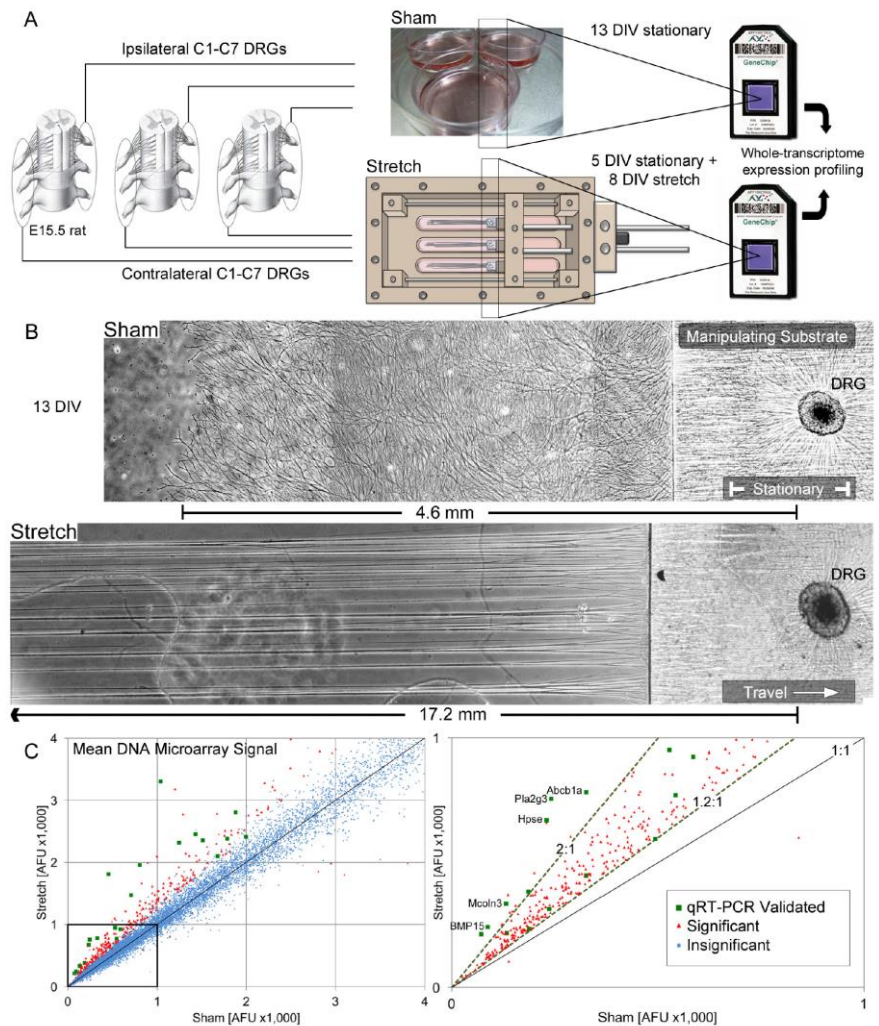 A
Ipsilateral C1-C7 DRGs
Sham
13 DIV stationary
GeneChip®
Stretch
5 DIV stationary +
8 DIV stretch
Whole-transcriptome
expression profiling
E15.5 rat
Contralateral C1-C7 DRGs
GeneChip®
B
Sham
Manipulating Substrate
13 DIV
DRG
Stationary
4.6 mm
Stretch
DRG
Travel
17.2 mm
C
Mean DNA Microarray Signal
Stretch [AFU x1,000]
4
3
2
1
0
0
1
2
3
4
Sham [AFU x1,000]
Stretch [AFU x1,000]
1
0
0
1
1:1
1.2:1
2:1
Abcb1a
Pla2g3
Hpse
Mcoln3
BMP15
qRT-PCR Validated
Significant
Insignificant
Sham [AFU x1,000]